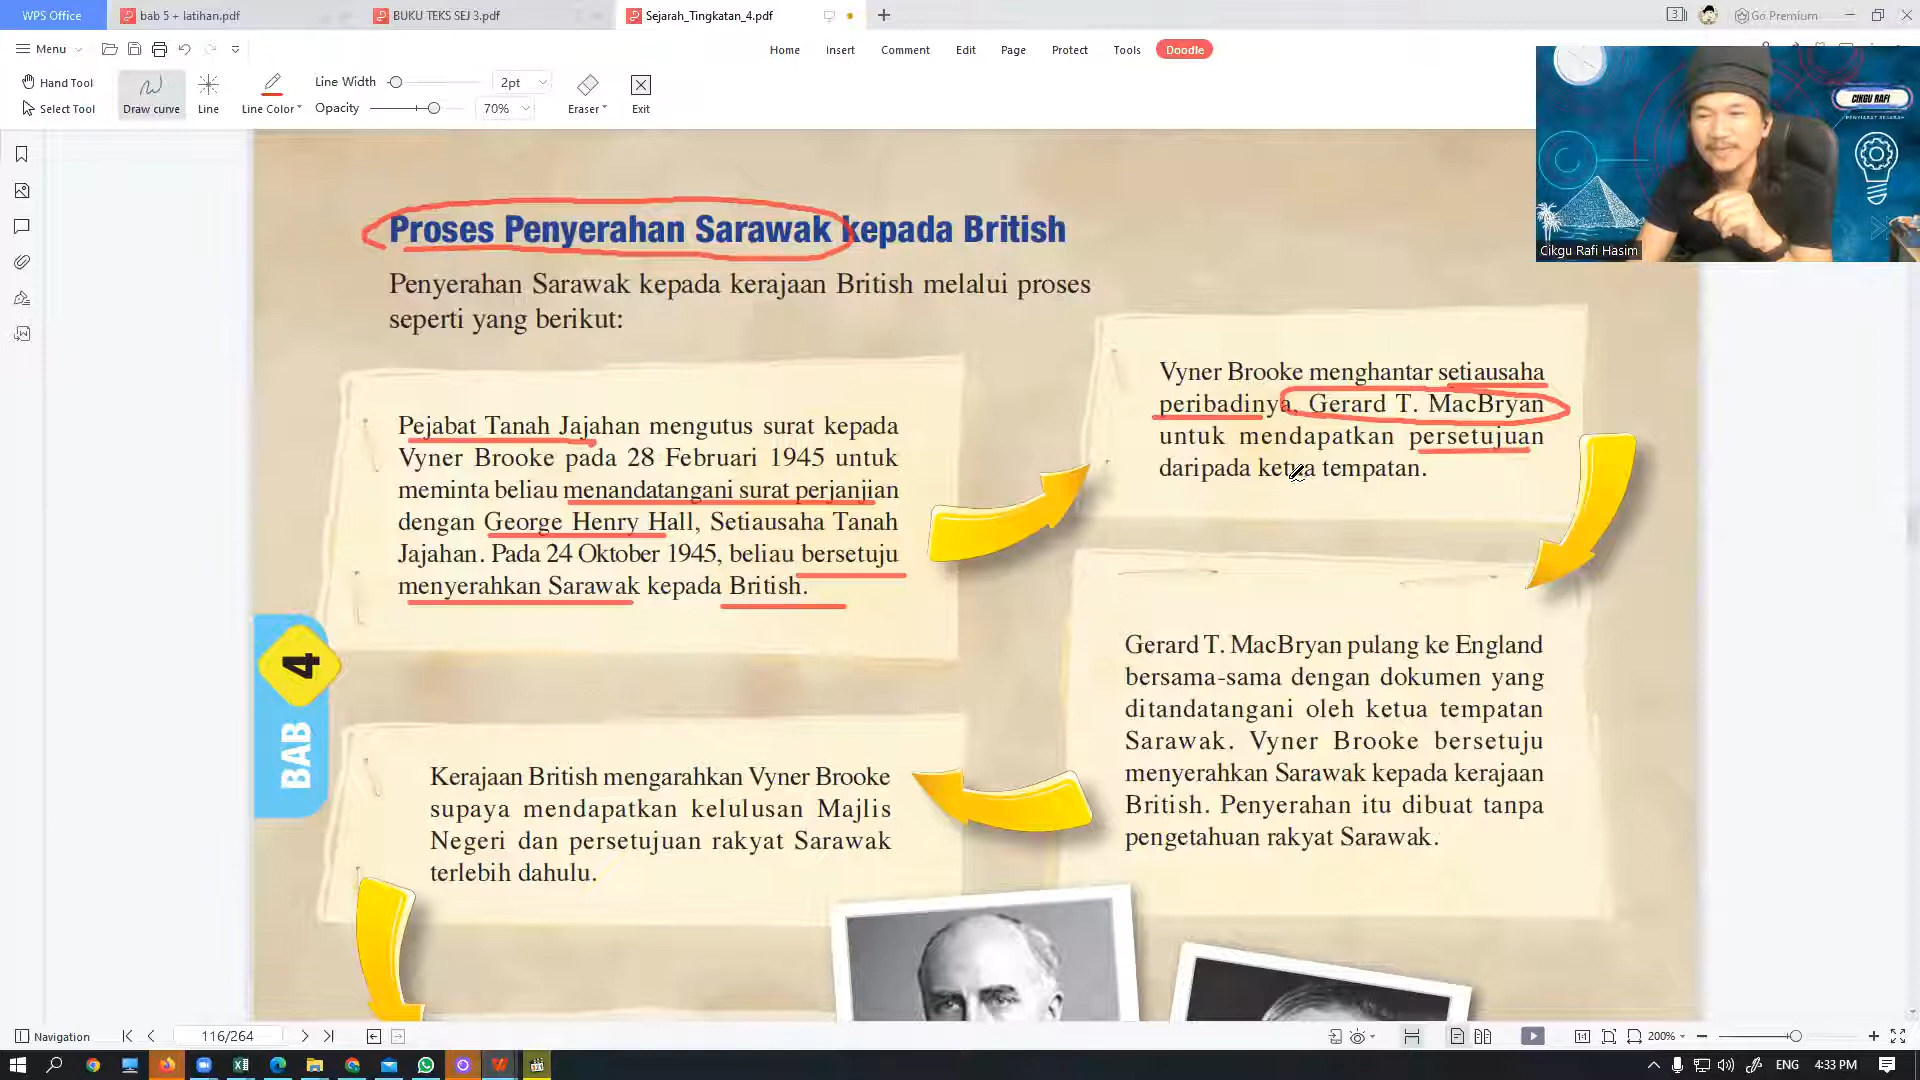 WPS Office
bab 5 + latihan.pdf
BUKU TEKS SEJ 3.pdf
Sejarah_Tingkatan_4.pdf
3
Go Premium
Menu
Home Insert Comment Edit Page Protect Tools Doodle
Hand Tool
Select Tool
Draw curve
Line
Line Color
Line Width
2pt
Opacity
70%
Eraser
Exit
CIKGU RAFI
PENYIARAT SEJARAH
Cikgu Rafi Hasim
Proses Penyerahan Sarawak kepada British
Penyerahan Sarawak kepada kerajaan British melalui proses
seperti yang berikut:
Pejabat Tanah Jajahan mengutus surat kepada
Vyner Brooke pada 28 Februari 1945 untuk
meminta beliau menandatangani surat perjanjian
dengan George Henry Hall, Setiausaha Tanah
Jajahan. Pada 24 Oktober 1945, beliau bersetuju
menyerahkan Sarawak kepada British.
Vyner Brooke menghantar setiausaha
peribadinya, Gerard T. MacBryan
untuk mendapatkan persetujuan
daripada ketua tempatan.
Gerard T. MacBryan pulang ke England
bersama-sama dengan dokumen yang
ditandatangani oleh ketua tempatan
Sarawak. Vyner Brooke bersetuju
menyerahkan Sarawak kepada kerajaan
British. Penyerahan itu dibuat tanpa
pengetahuan rakyat Sarawak.
Kerajaan British mengarahkan Vyner Brooke
supaya mendapatkan kelulusan Majlis
Negeri dan persetujuan rakyat Sarawak
terlebih dahulu.
BAB 4
Navigation
116/264
200%
ENG
4:33 PM